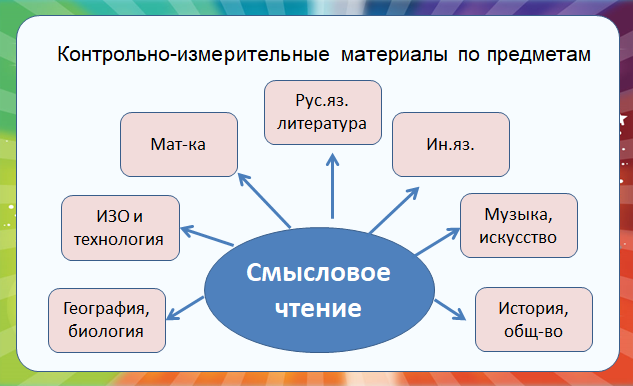 Контрольно-измерительные материалы по предметам
Рус.яз.
литература
Мат-ка
Ин.яз.
ИЗО и
технология
Музыка,
искусство
Смысловое
чтение
География,
биология
История,
общ-во